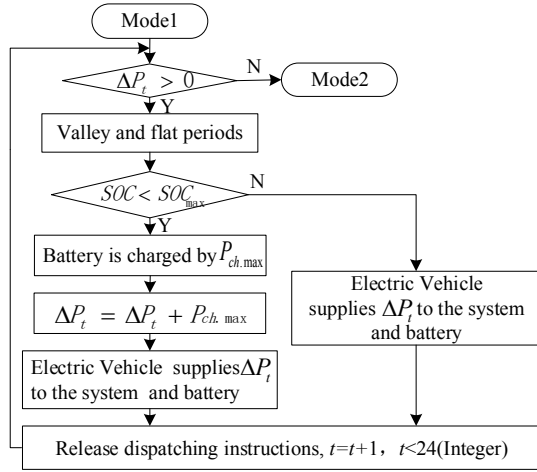 Mode1
ΔP_t > 0
N
Mode2
Y
Valley and flat periods
SOC < SOC_max
N
Y
Battery is charged by P_ch.max
ΔP_t = ΔP_t + P_ch.max
Electric Vehicle supplies ΔP_t
to the system and battery
Electric Vehicle
supplies ΔP_t to the system
and battery
Release dispatching instructions, t=t+1, t<24(Integer)